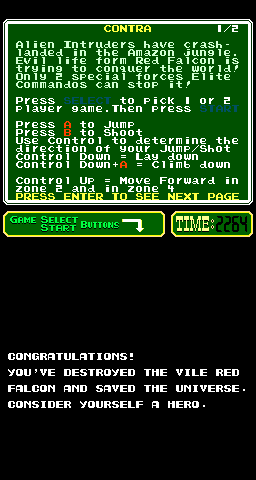 CONTRA 1/2
Alien Intruders have crash-
landed in the Amazon jungle.
Evil life form Red Falcon is
trying to conquer the world!
Only 2 special forces Elite
Commandos can stop it!
Press SELECT to pick 1 or 2
player game.Then press START
Press A to Jump
Press B to Shoot
Use Control to determine the
direction of your Jump/Shot
Control Down = Lay down
Control Down+A = Climb down
Control Up = Move Forward in
zone 2 and in zone 4
PRESS ENTER TO SEE NEXT PAGE
GAME SELECT
START BUTTONS
TIME: 2264
CONGRATULATIONS!
YOU'VE DESTROYED THE VILE RED
FALCON AND SAVED THE UNIVERSE.
CONSIDER YOURSELF A HERO.